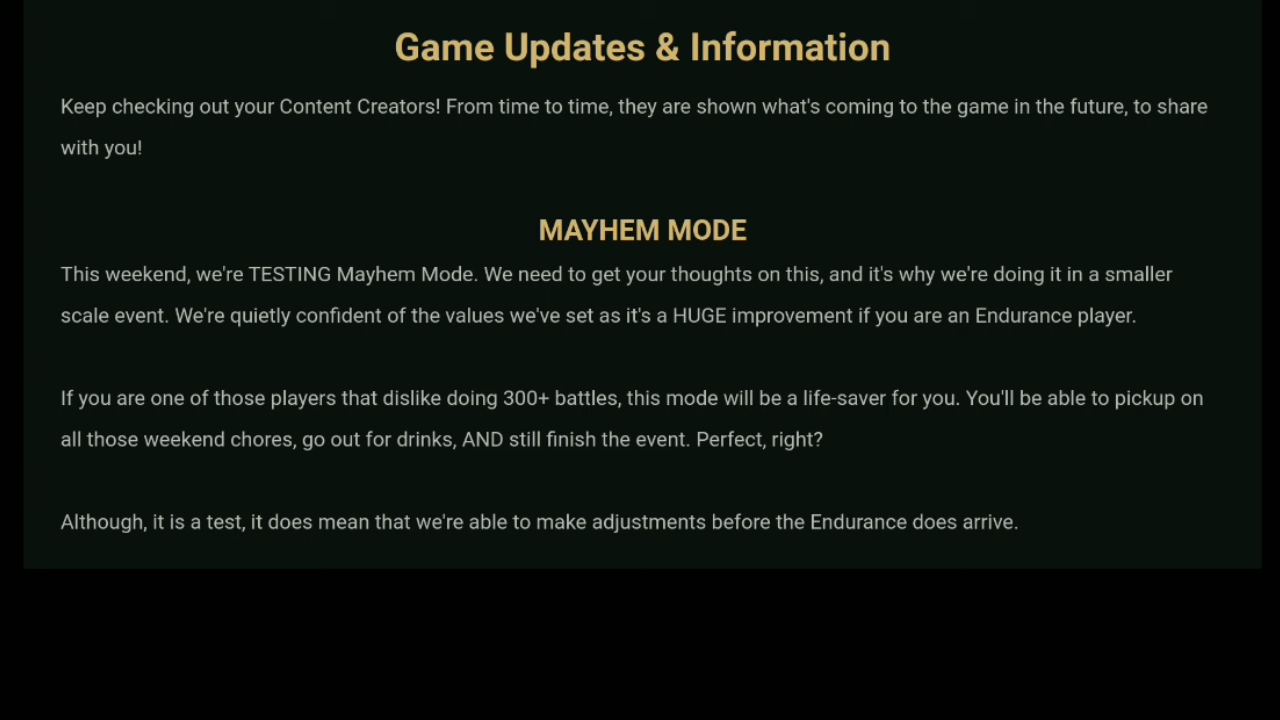 Game Updates & Information
Keep checking out your Content Creators! From time to time, they are shown what's coming to the game in the future, to share
with you!
MAYHEM MODE
This weekend, we're TESTING Mayhem Mode. We need to get your thoughts on this, and it's why we're doing it in a smaller
scale event. We're quietly confident of the values we've set as it's a HUGE improvement if you are an Endurance player.
If you are one of those players that dislike doing 300+ battles, this mode will be a life-saver for you. You'll be able to pickup on
all those weekend chores, go out for drinks, AND still finish the event. Perfect, right?
Although, it is a test, it does mean that we're able to make adjustments before the Endurance does arrive.